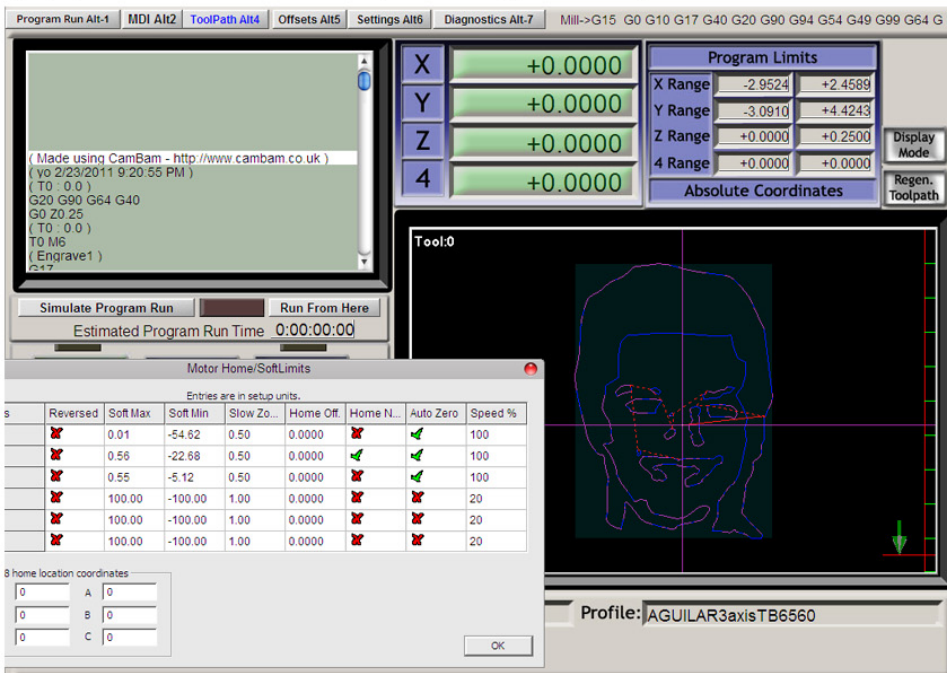 Program Run Alt-1 MDI Alt2 ToolPath Alt4 Offsets Alt5 Settings Alt6 Diagnostics Alt-7 Mill->G15 G0 G10 G17 G40 G20 G90 G94 G54 G49 G99 G64 G
( Made using CamBam - http://www.cambam.co.uk )
( yo 2/23/2011 9:20:55 PM )
( T0 : 0.0 )
G20 G90 G64 G40
G0 Z0.25
( T0 : 0.0 )
T0 M6
( Engrave1 )
G17
X +0.0000
Y +0.0000
Z +0.0000
4 +0.0000
Program Limits
X Range -2.9524 +2.4589
Y Range -3.0910 +4.4243
Z Range +0.0000 +0.2500
4 Range +0.0000 +0.0000
Absolute Coordinates
Display
Mode
Regen.
Toolpath
Tool:0
Simulate Program Run Run From Here
Estimated Program Run Time 0:00:00:00
Motor Home/SoftLimits
Entries are in setup units.
s Reversed Soft Max Soft Min Slow Zo... Home Off. Home N... Auto Zero Speed %
0.01 -54.62 0.50 0.0000 100
0.56 -22.68 0.50 0.0000 100
0.55 -5.12 0.50 0.0000 100
100.00 -100.00 1.00 0.0000 20
100.00 -100.00 1.00 0.0000 20
100.00 -100.00 1.00 0.0000 20
8 home location coordinates
0 A 0
0 B 0
0 C 0
OK
Profile: AGUILAR3axisTB6560